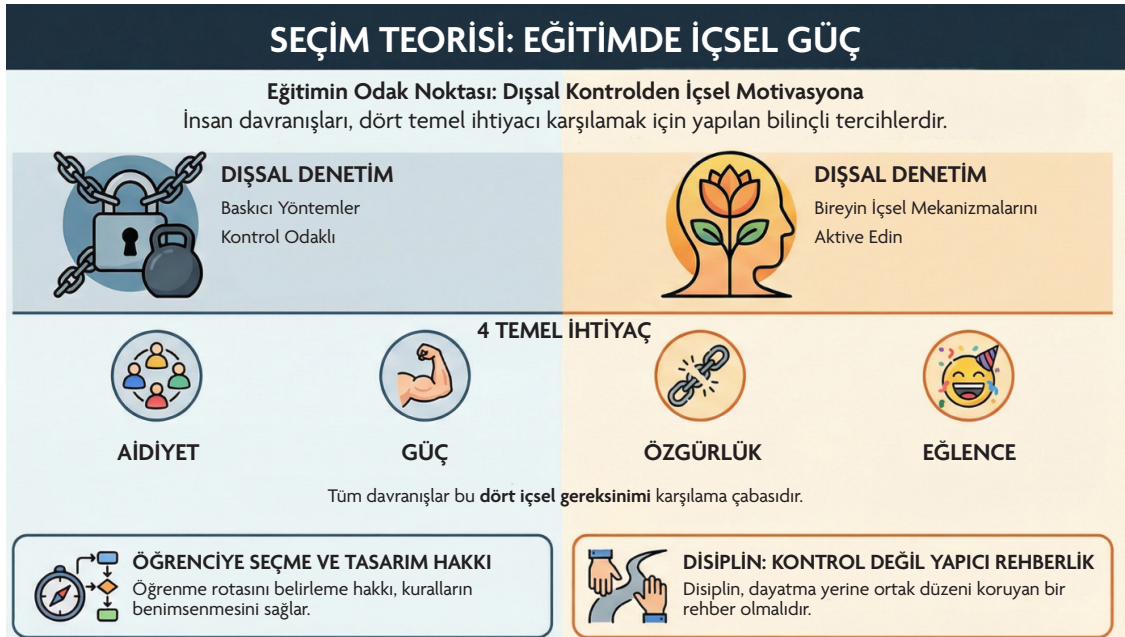 SEÇİM TEORİSİ: EĞİTİMDE İÇSEL GÜÇ
Eğitimin Odak Noktası: Dışsal Kontrolden İçsel Motivasyona
İnsan davranışları, dört temel ihtiyacı karşılamak için yapılan bilinçli tercihlerdir.
DIŞSAL DENETİM
Baskıcı Yöntemler
Kontrol Odaklı
DIŞSAL DENETİM
Bireyin İçsel Mekanizmalarını
Aktive Edin
4 TEMEL İHTİYAÇ
AİDİYET
GÜÇ
ÖZGÜRLÜK
EĞLENCE
Tüm davranışlar bu dört içsel gereksinimi karşılama çabasıdır.
ÖĞRENCİYE SEÇME VE TASARIM HAKKI
Öğrenme rotasını belirleme hakkı, kuralların
benimsenmesini sağlar.
DİSİPLİN: KONTROL DEĞİL YAPICI REHBERLİK
Disiplin, dayatma yerine ortak düzeni koruyan bir
rehber olmalıdır.